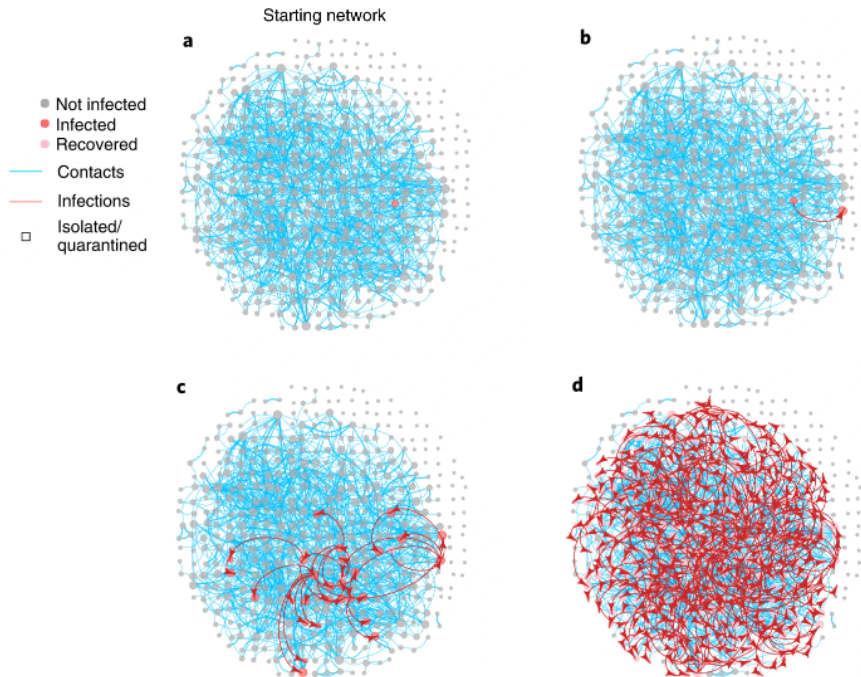 Starting network
a
b
Not infected
Infected
Recovered
Contacts
Infections
Isolated/
quarantined
c
d